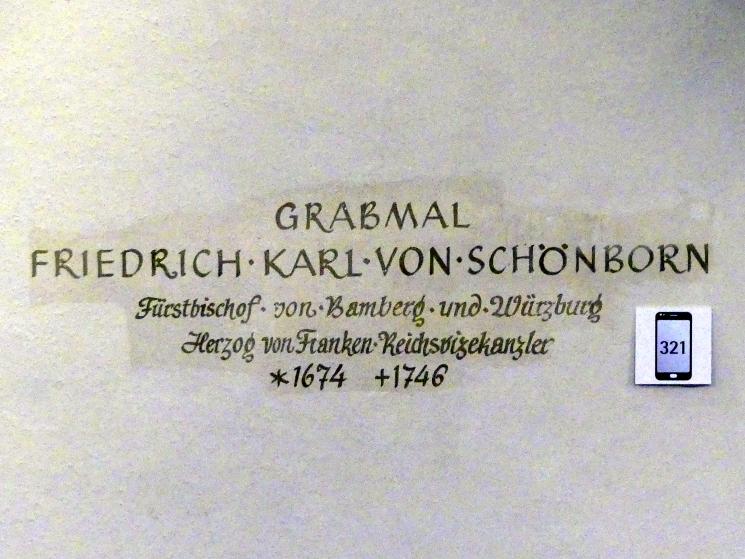 GRABMAL
FRIEDRICH·KARL·VON·SCHÖNBORN
Fürstbischof·von·Bamberg·und·Würzburg
Herzog von Franken·Reichsvizekanzler
*1674 +1746
321